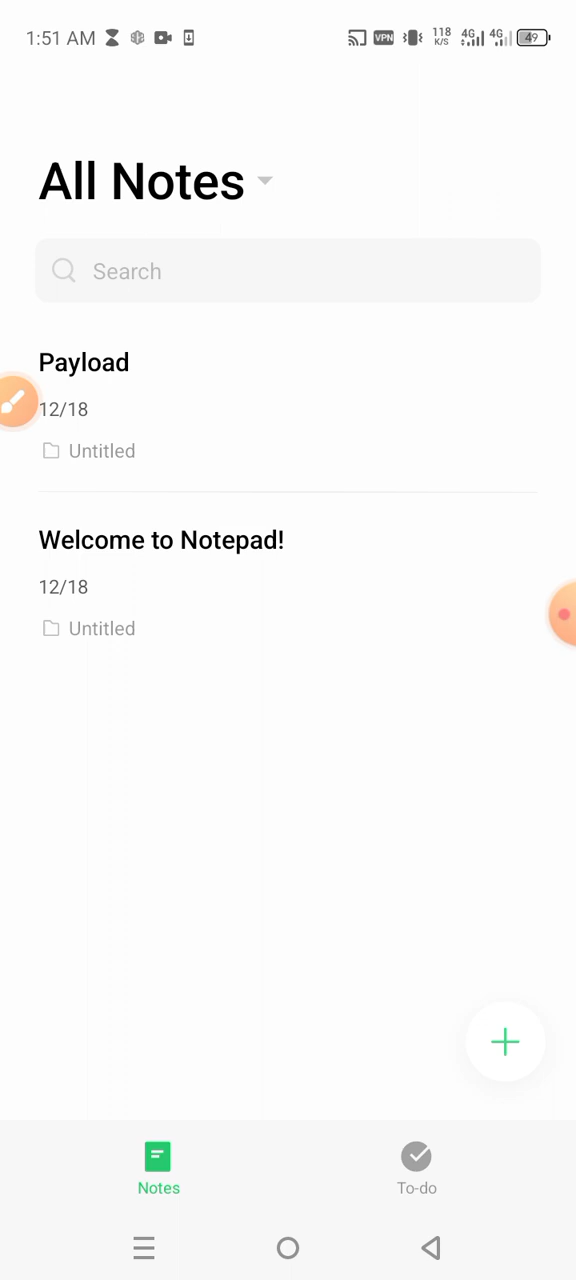 1:51 AM VPN 118 K/S 4G 4G 49
All Notes
Search
Payload
12/18
Untitled
Welcome to Notepad!
12/18
Untitled
Notes To-do